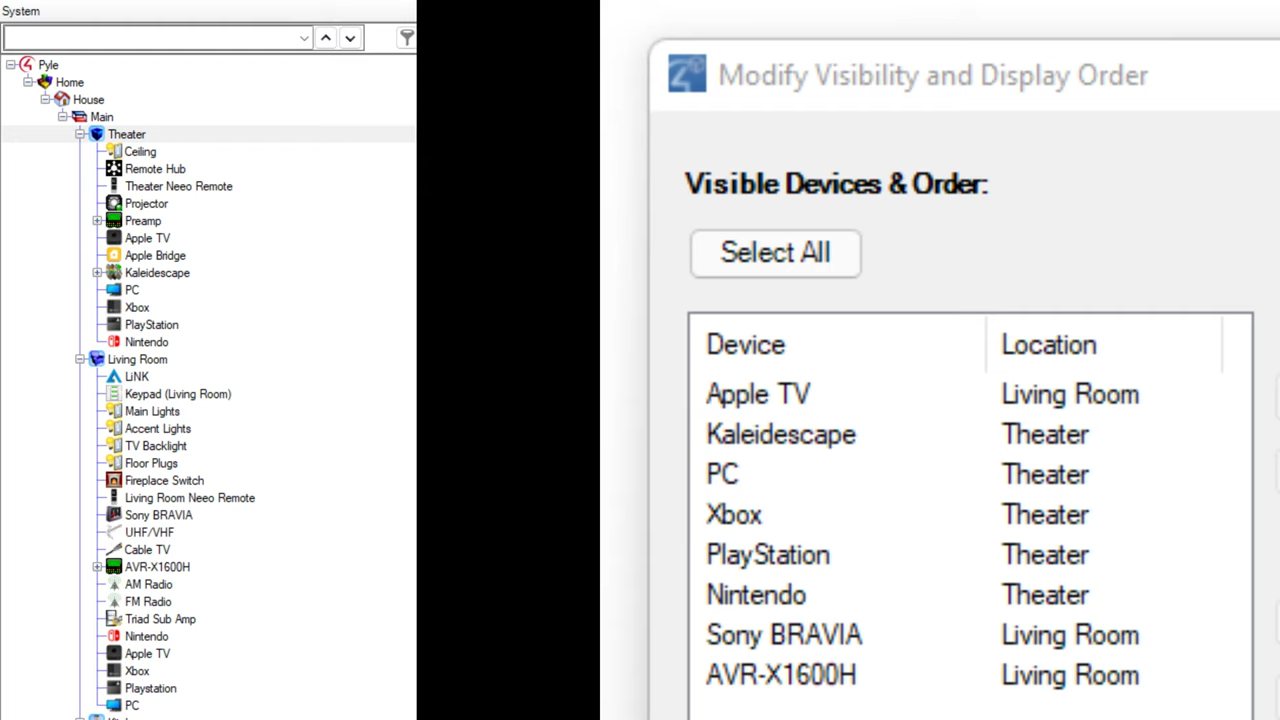 System
Pyle
Home
House
Main
Theater
Ceiling
Remote Hub
Theater Neeo Remote
Projector
Preamp
Apple TV
Apple Bridge
Kaleidescape
PC
Xbox
PlayStation
Nintendo
Living Room
LiNK
Keypad (Living Room)
Main Lights
Accent Lights
TV Backlight
Floor Plugs
Fireplace Switch
Living Room Neeo Remote
Sony BRAVIA
UHF/VHF
Cable TV
AVR-X1600H
AM Radio
FM Radio
Triad Sub Amp
Nintendo
Apple TV
Xbox
Playstation
PC
Modify Visibility and Display Order
Visible Devices & Order:
Select All
Device Location
Apple TV Living Room
Kaleidescape Theater
PC Theater
Xbox Theater
PlayStation Theater
Nintendo Theater
Sony BRAVIA Living Room
AVR-X1600H Living Room